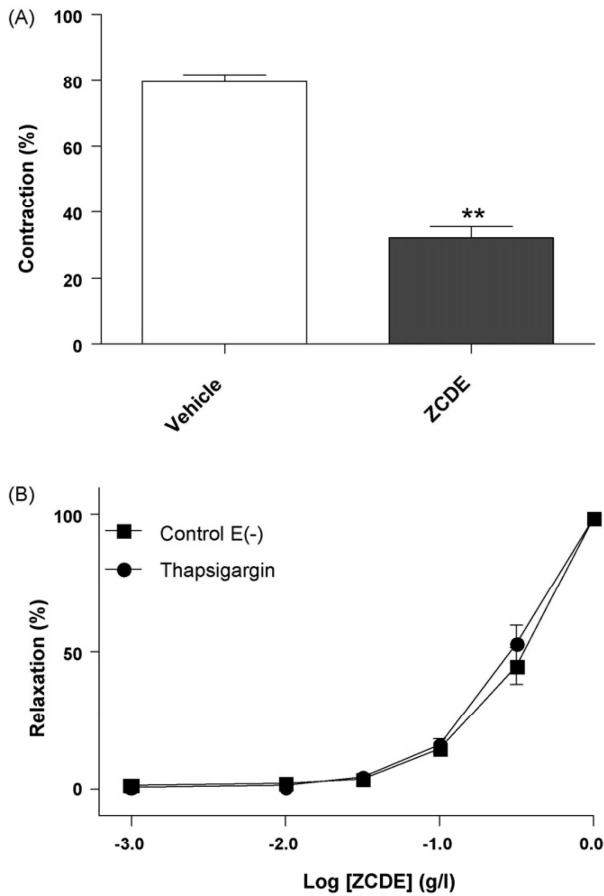 (A)
100
80
60
40
20
0
Contraction (%)
**
Vehicle
ZCDE
(B)
Control E(-)
Thapsigargin
100
50
0
Relaxation (%)
-3.0
-2.0
-1.0
0.0
Log [ZCDE] (g/l)